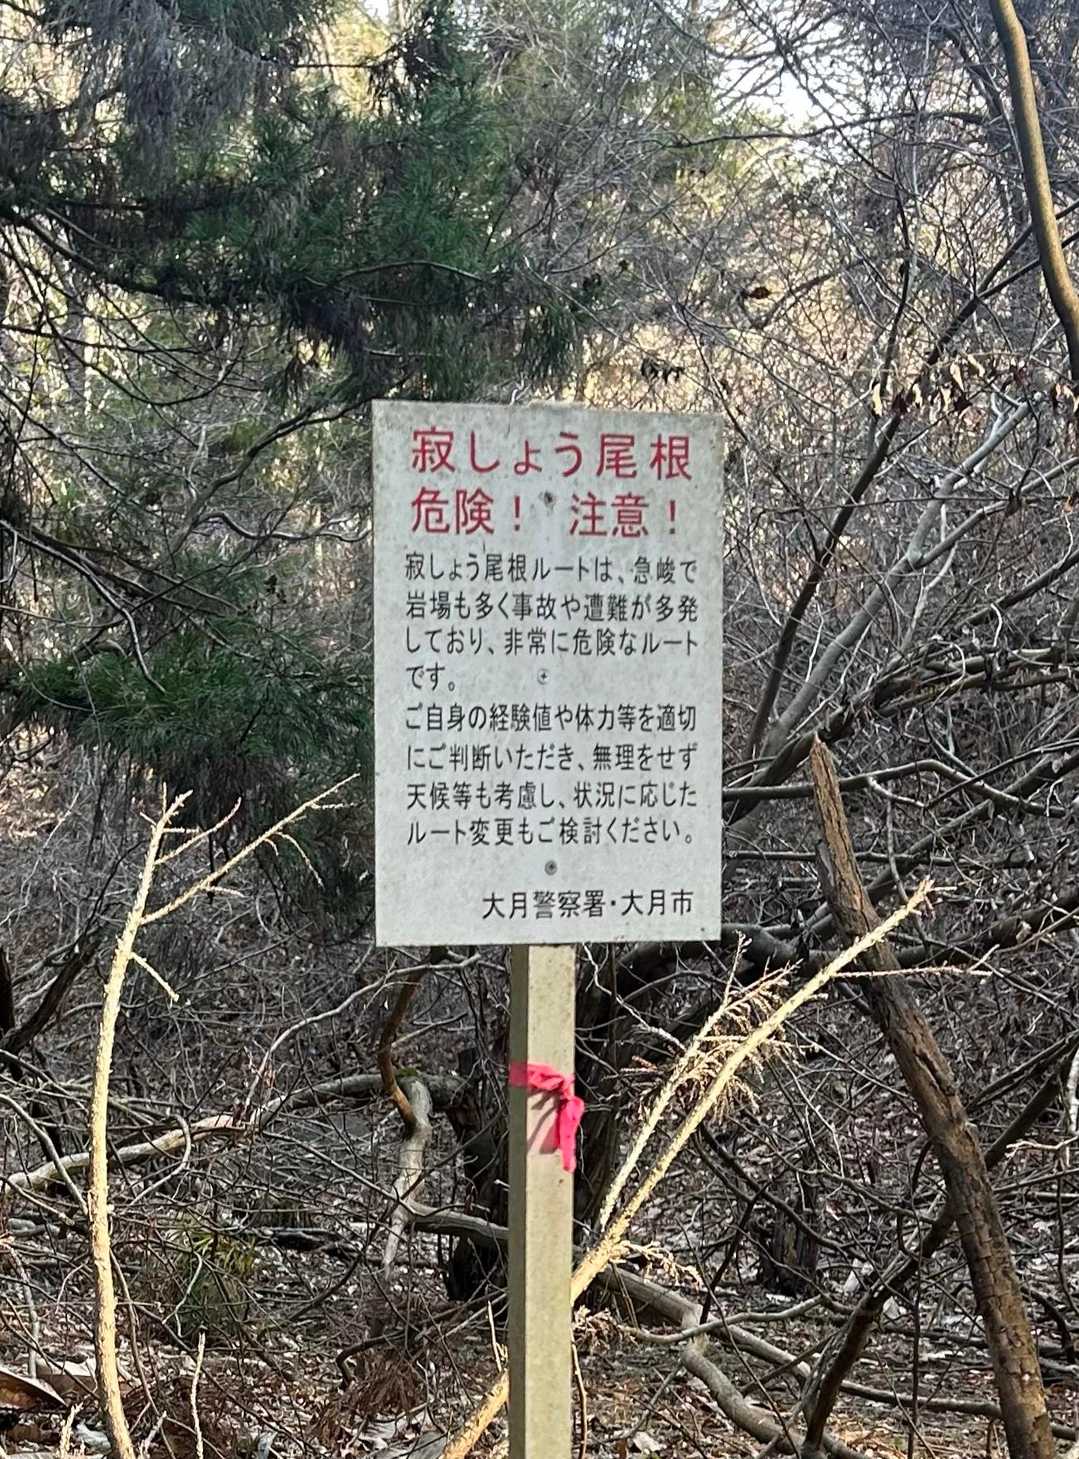 寂しょう尾根
危険！ 注意！
寂しょう尾根ルートは、急峻で
岩場も多く事故や遭難が多発
しており、非常に危険なルート
です。
ご自身の経験値や体力等を適切
にご判断いただき、無理をせず
天候等も考慮し、状況に応じた
ルート変更もご検討ください。
大月警察署・大月市